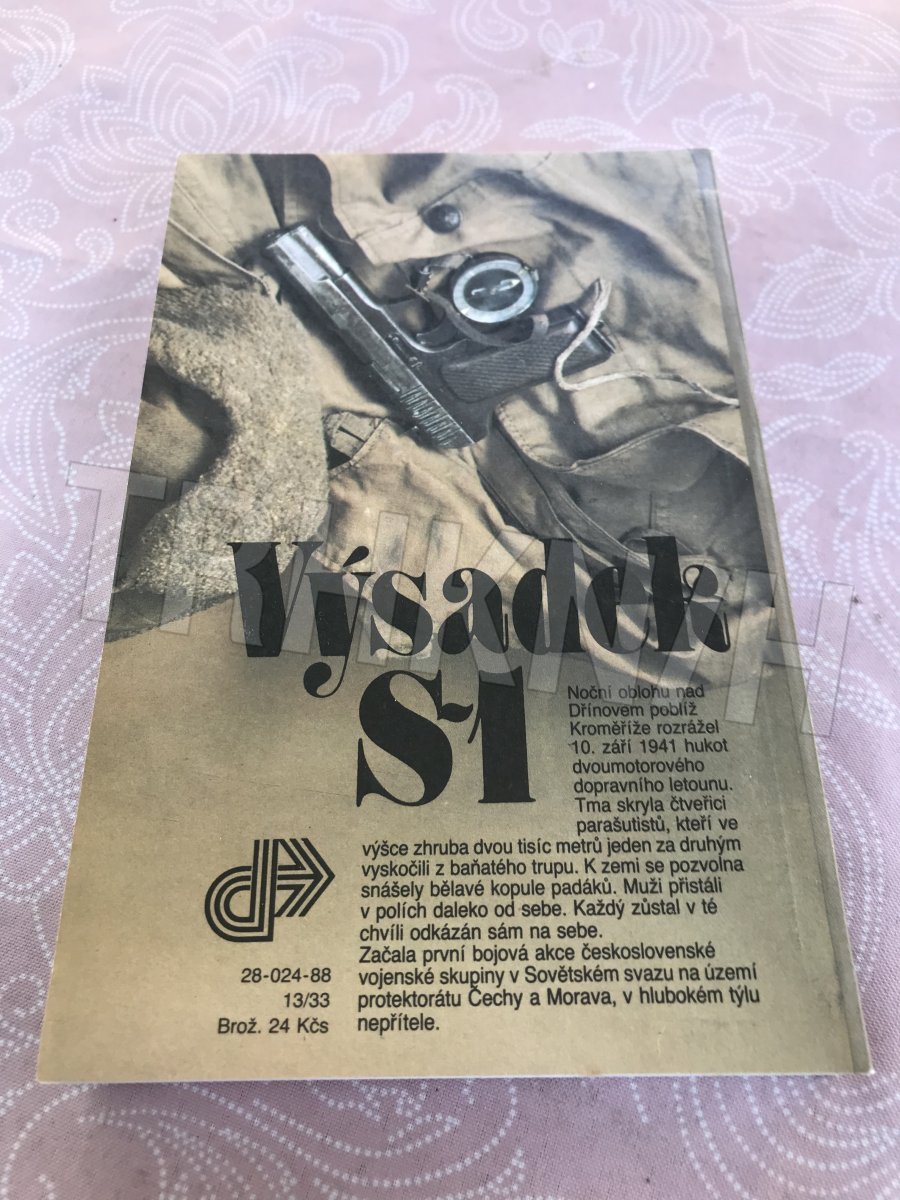 Výsadek
S-1
Noční oblohu nad
Dřínovem poblíž
Kroměříže rozrážel
10. září 1941 hukot
dvoumotorového
dopravního letounu.
Tma skryla čtveřici
parašutistů, kteří ve
výšce zhruba dvou tisíc metrů jeden za druhým
vyskočili z baňatého trupu. K zemi se pozvolna
snášely bělavé kopule padáků. Muži přistáli
v polích daleko od sebe. Každý zůstal v té
chvíli odkázán sám na sebe.
Začala první bojová akce československé
vojenské skupiny v Sovětském svazu na území
protektorátu Čechy a Morava, v hlubokém týlu
nepřítele.
28-024-88
13/33
Brož. 24 Kčs